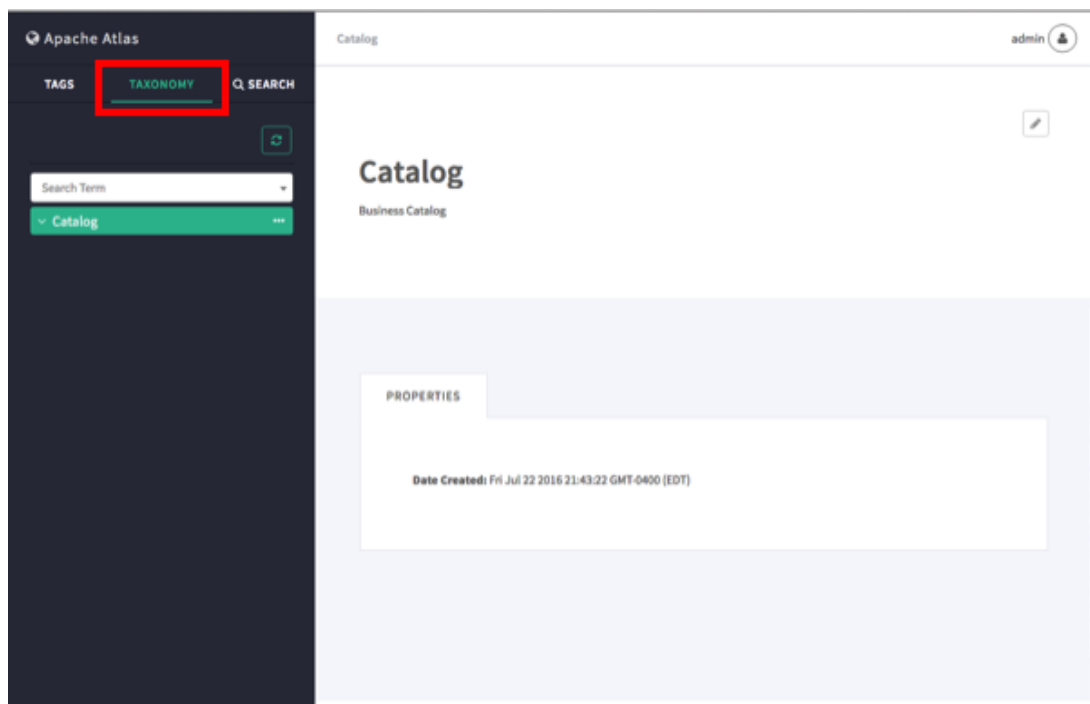 Apache Atlas
Catalog
admin
TAGS
TAXONOMY
SEARCH
Search Term
Catalog
Catalog
Business Catalog
PROPERTIES
Date Created: Fri Jul 22 2016 21:43:22 GMT-0400 (EDT)